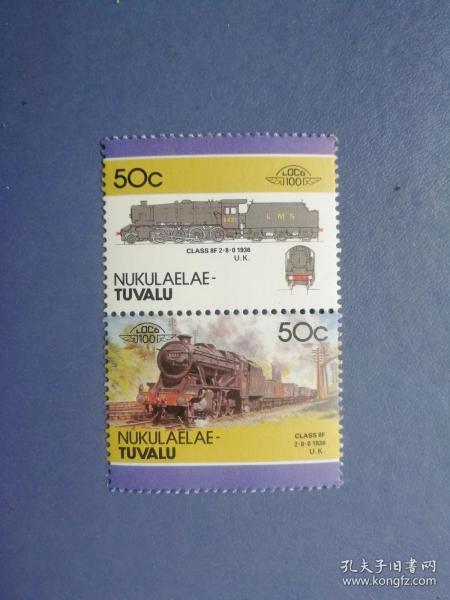 50c
LOCO
100
8431
L M S
CLASS 8F 2-8-0 1936
U.K.
NUKULAELAE-
TUVALU
LOCO
100
50c
NUKULAELAE-
TUVALU
CLASS 8F
2-8-0 1936
U.K.
孔夫子旧书网
www.kongfz.com